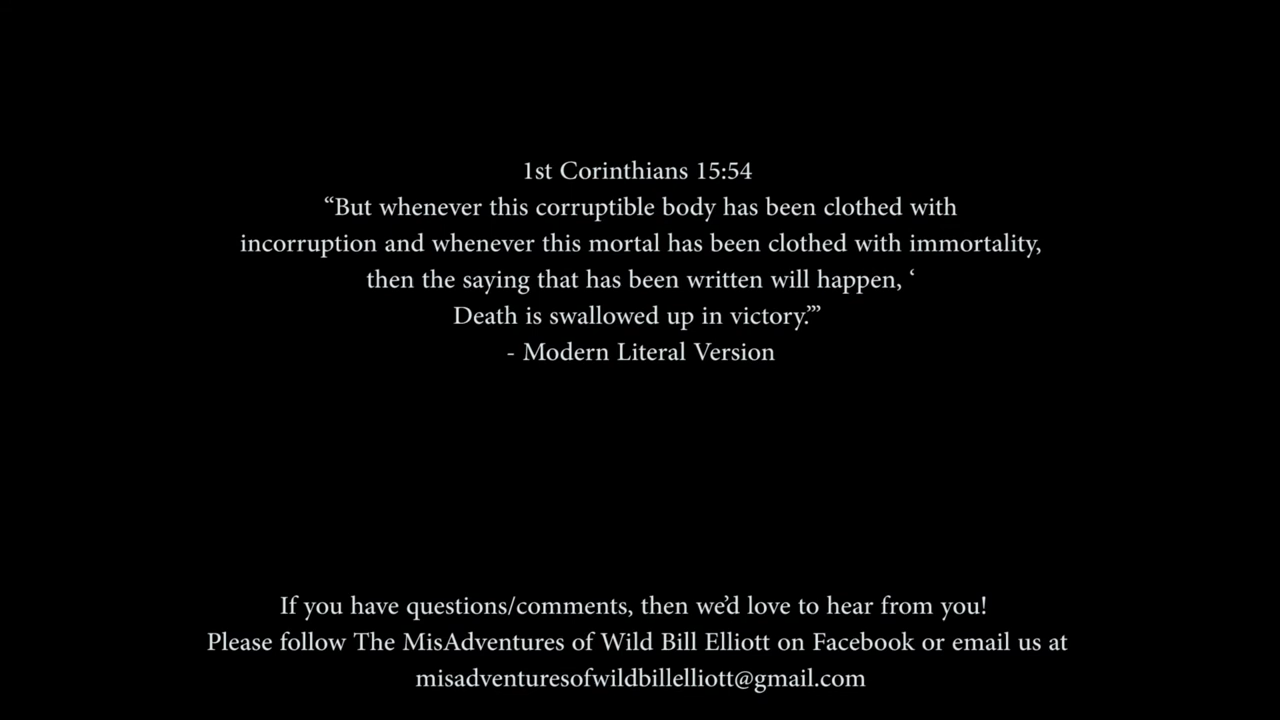 1st Corinthians 15:54
“But whenever this corruptible body has been clothed with
incorruption and whenever this mortal has been clothed with immortality,
then the saying that has been written will happen, ‘
Death is swallowed up in victory.’”
- Modern Literal Version
If you have questions/comments, then we’d love to hear from you!
Please follow The MisAdventures of Wild Bill Elliott on Facebook or email us at
misadventuresofwildbillelliott@gmail.com